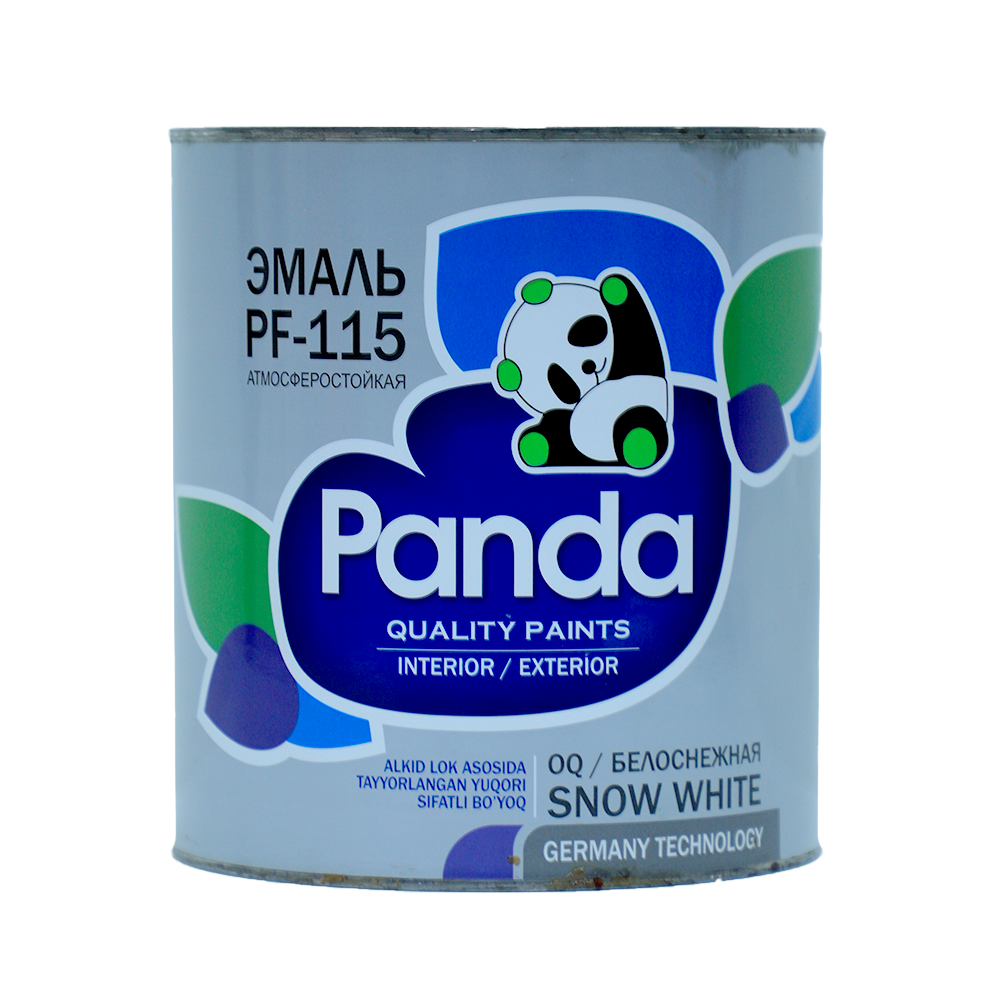 ЭМАЛЬ
PF-115
АТМОСФЕРОСТОЙКАЯ
Panda
QUALITY PAINTS
INTERIOR / EXTERIOR
ALKID LOK ASOSIDA
TAYYORLANGAN YUQORI
SIFATLI BO'YOQ
OQ / БЕЛОСНЕЖНАЯ
SNOW WHITE
GERMANY TECHNOLOGY